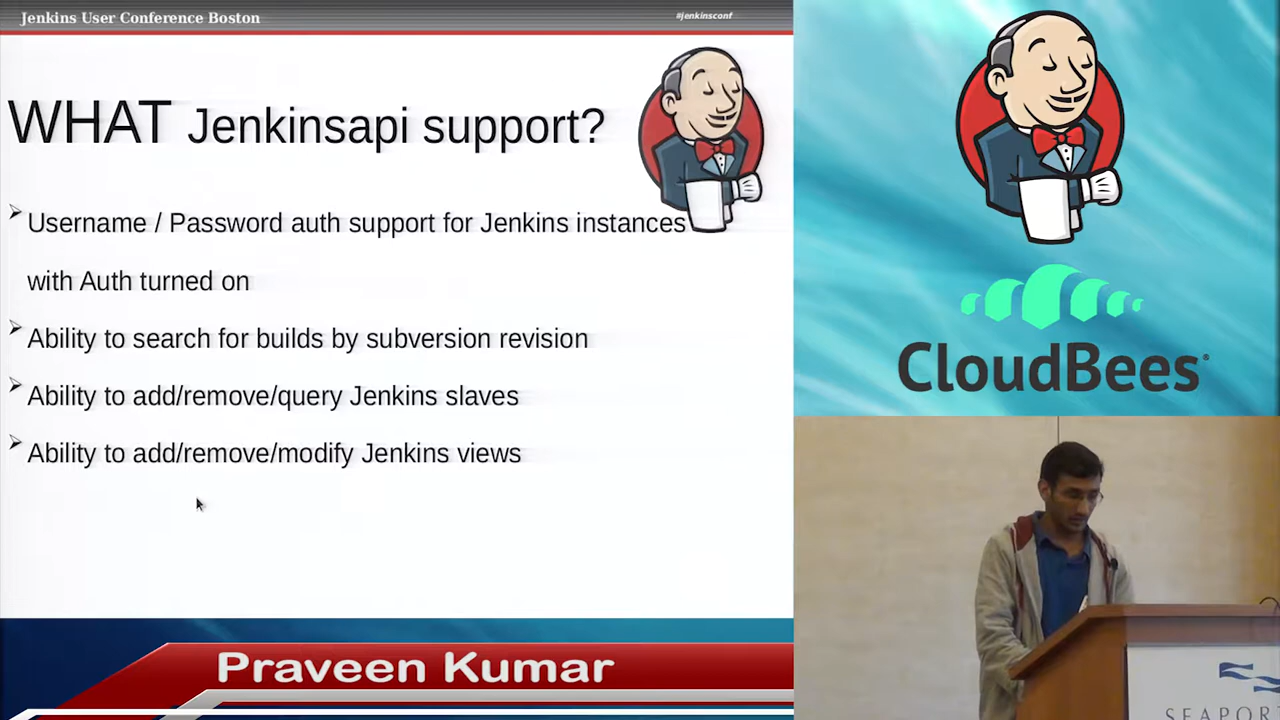 Jenkins User Conference Boston
#jenkinsconf
WHAT Jenkinsapi support?
Username / Password auth support for Jenkins instances
with Auth turned on
Ability to search for builds by subversion revision
Ability to add/remove/query Jenkins slaves
Ability to add/remove/modify Jenkins views
Praveen Kumar
CloudBees